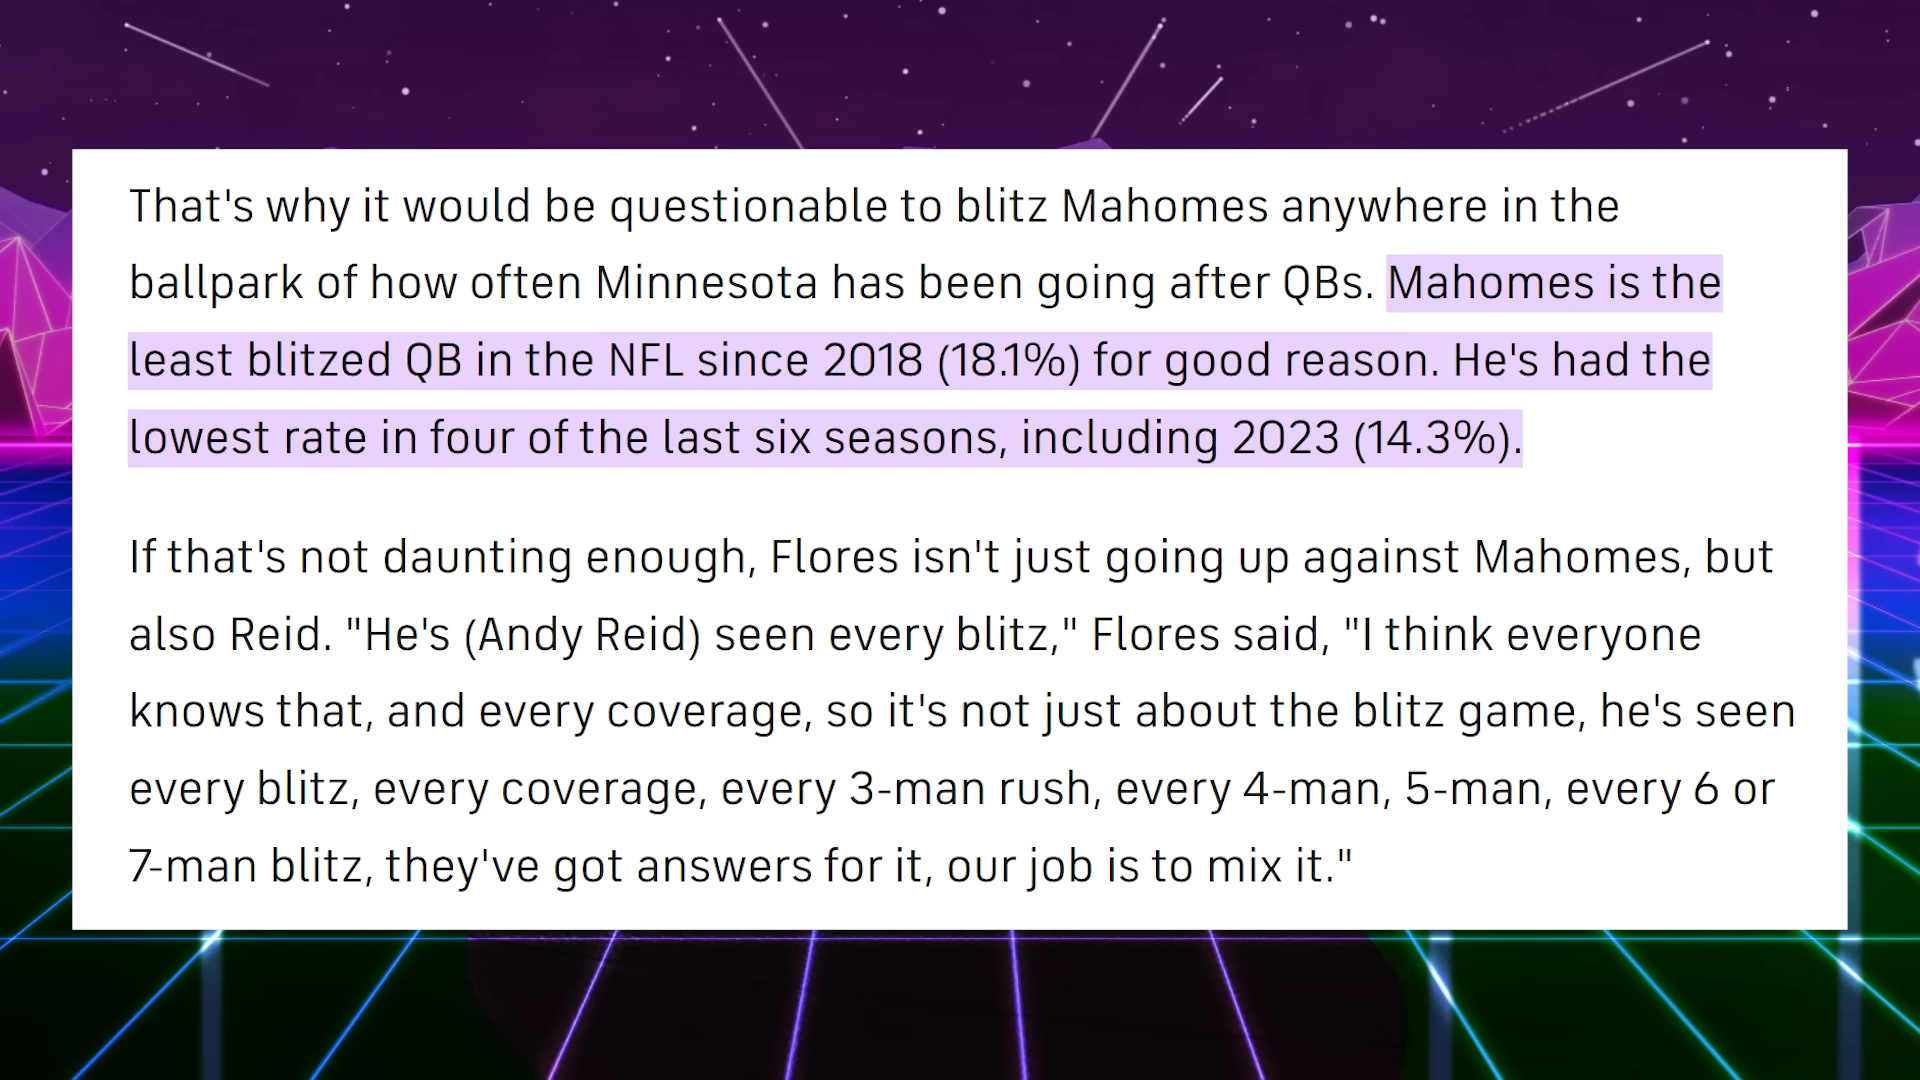 That's why it would be questionable to blitz Mahomes anywhere in the
ballpark of how often Minnesota has been going after QBs. Mahomes is the
least blitzed QB in the NFL since 2018 (18.1%) for good reason. He's had the
lowest rate in four of the last six seasons, including 2023 (14.3%).
If that's not daunting enough, Flores isn't just going up against Mahomes, but
also Reid. "He's (Andy Reid) seen every blitz," Flores said, "I think everyone
knows that, and every coverage, so it's not just about the blitz game, he's seen
every blitz, every coverage, every 3-man rush, every 4-man, 5-man, every 6 or
7-man blitz, they've got answers for it, our job is to mix it."